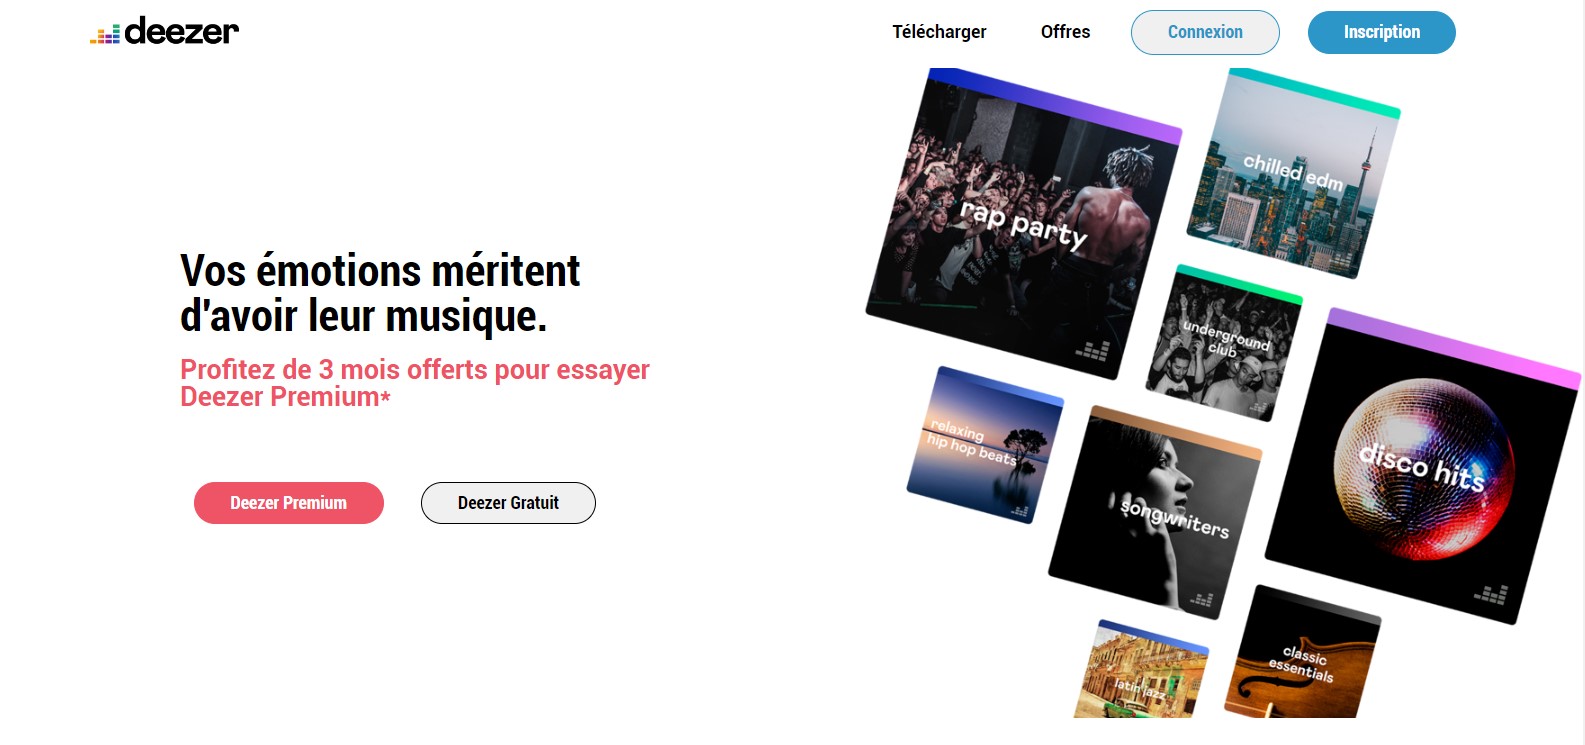 deezer
Télécharger
Offres
Connexion
Inscription
Vos émotions méritent
d'avoir leur musique.
Profitez de 3 mois offerts pour essayer
Deezer Premium*
Deezer Premium
Deezer Gratuit
rap party
chilled edm
underground
club
relaxing
hip hop beats
songwriters
disco hits
latin jazz
classic
essentials